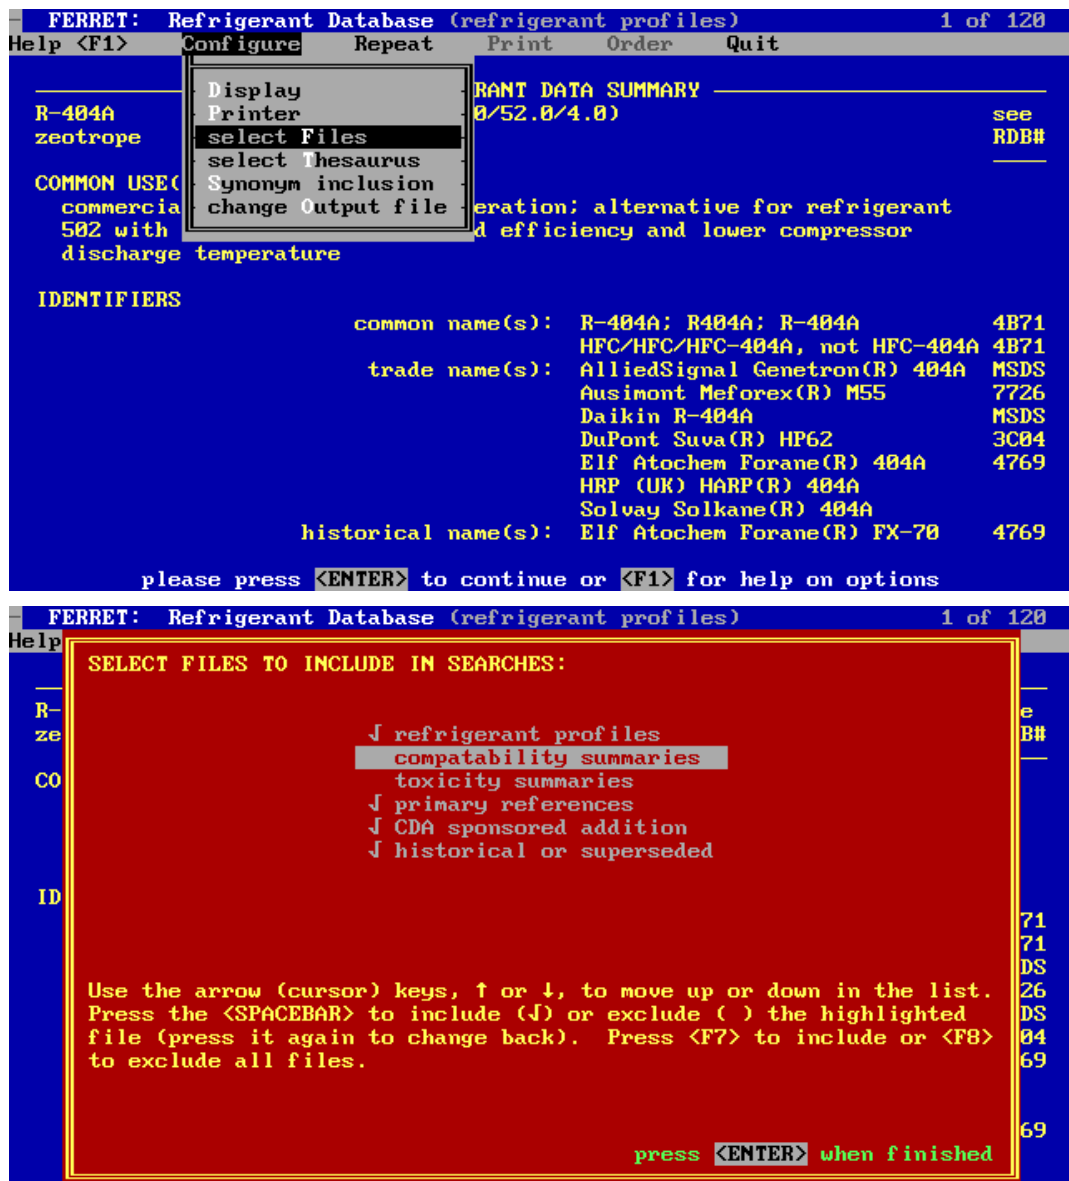 FERRET: Refrigerant Database (refrigerant profiles) 1 of 120
Help <F1> Configure Repeat Print Order Quit
Display
Printer
select Files
select Thesaurus
Synonym inclusion
change Output file
RANT DATA SUMMARY
R-404A 0/52.0/4.0) see
zeotrope RDB#
COMMON USE(
commercia eration; alternative for refrigerant
502 with d efficiency and lower compressor
discharge temperature
IDENTIFIERS
common name(s): R-404A; R404A; R-404A 4B71
HFC/HFC/HFC-404A, not HFC-404A 4B71
trade name(s): AlliedSignal Genetron(R) 404A MSDS
Ausimont Meforex(R) M55 7726
Daikin R-404A MSDS
DuPont Suva(R) HP62 3C04
Elf Atochem Forane(R) 404A 4769
HRP (UK) HARP(R) 404A
Solvay Solkane(R) 404A
historical name(s): Elf Atochem Forane(R) FX-70 4769
please press <ENTER> to continue or <F1> for help on options
FERRET: Refrigerant Database (refrigerant profiles) 1 of 120
Help
SELECT FILES TO INCLUDE IN SEARCHES:
R- e
ze B#
CO
ID
√ refrigerant profiles
compatability summaries
toxicity summaries
√ primary references
√ CDA sponsored addition
√ historical or superseded
71
71
DS
Use the arrow (cursor) keys, ↑ or ↓, to move up or down in the list. 26
Press the <SPACEBAR> to include (√) or exclude ( ) the highlighted DS
file (press it again to change back). Press <F7> to include or <F8> 04
to exclude all files. 69
69
press <ENTER> when finished